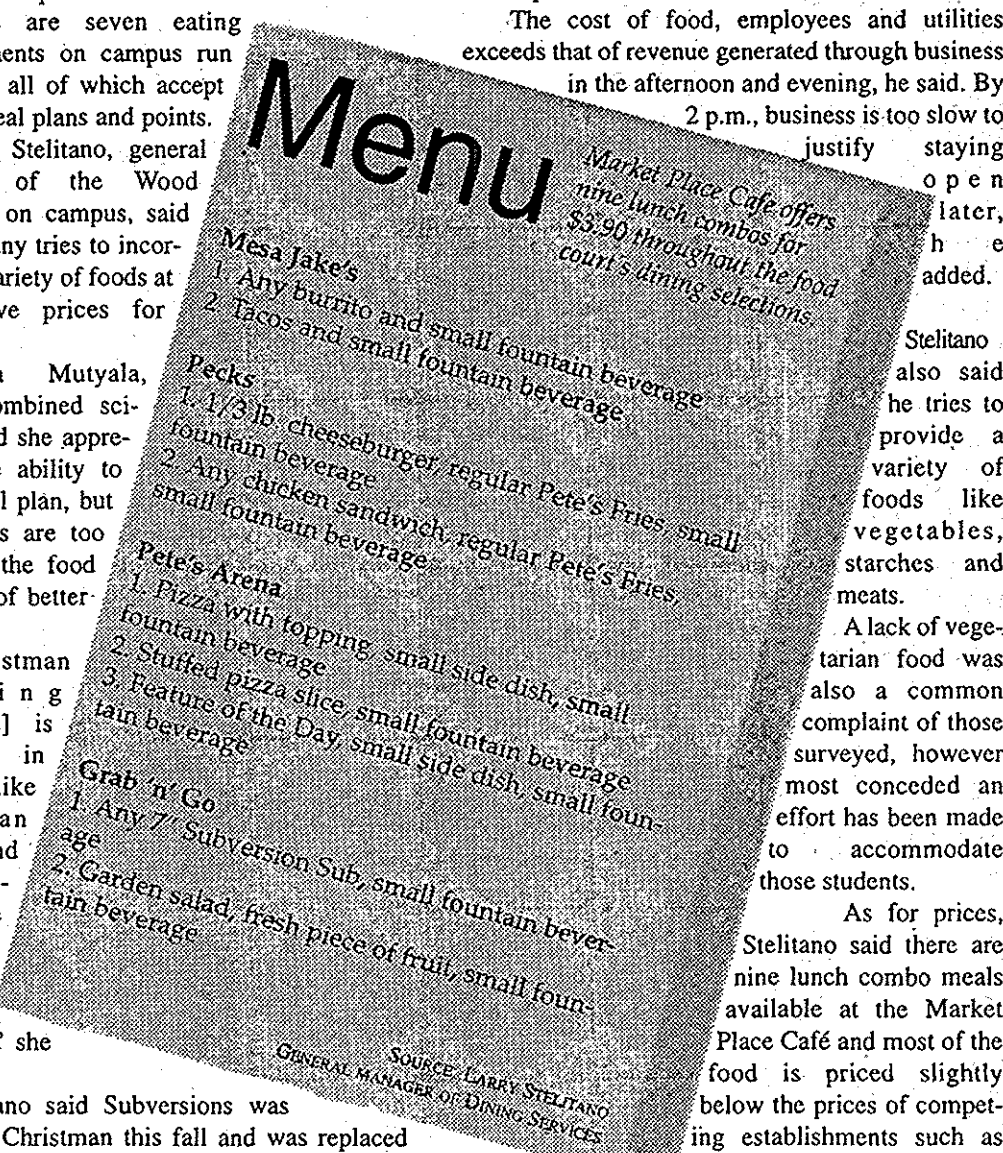 are seven eating
ments on campus run
all of which accept
eal plans and points.
Stelitano, general
of the Wood
on campus, said
any tries to incor-
ariety of foods at
ve prices for
Mutyala,
ombined sci-
d she appre-
ability to
l plan, but
s are too
the food
of better
stman
i n g
] is
in
ike
an
nd
she
ano said Subversions was
Christman this fall and was replaced
Menu
Market Place Cafe offers
nine lunch combos for
$3.90 throughout the food
court's dining selections.
Mesa Jake's
1. Any burrito and small fountain beverage
2. Tacos and small fountain beverage
Pecks
1. 1/3 lb. cheeseburger, regular Pete's Fries, small
fountain beverage
2. Any chicken sandwich, regular Pete's Fries,
small fountain beverage
Pete's Arena
1. Pizza with topping, small side dish, small
fountain beverage
2. Stuffed pizza slice, small fountain beverage
3. Feature of the Day, small side dish, small foun-
tain beverage
Grab 'n' Go
1. Any 7" Subversion Sub, small fountain bever-
age
2. Garden salad, fresh piece of fruit, small foun-
tain beverage
SOURCE: LARRY STELITANO
GENERAL MANAGER OF DINING SERVICES
The cost of food, employees and utilities
exceeds that of revenue generated through business
in the afternoon and evening, he said. By
2 p.m., business is too slow to
justify staying
o p e n
later,
h e
added.
Stelitano
also said
he tries to
provide a
variety of
foods like
vegetables,
starches and
meats.
A lack of vege-
tarian food was
also a common
complaint of those
surveyed, however
most conceded an
effort has been made
to accommodate
those students.
As for prices,
Stelitano said there are
nine lunch combo meals
available at the Market
Place Café and most of the
food is priced slightly
below the prices of compet-
ing establishments such as